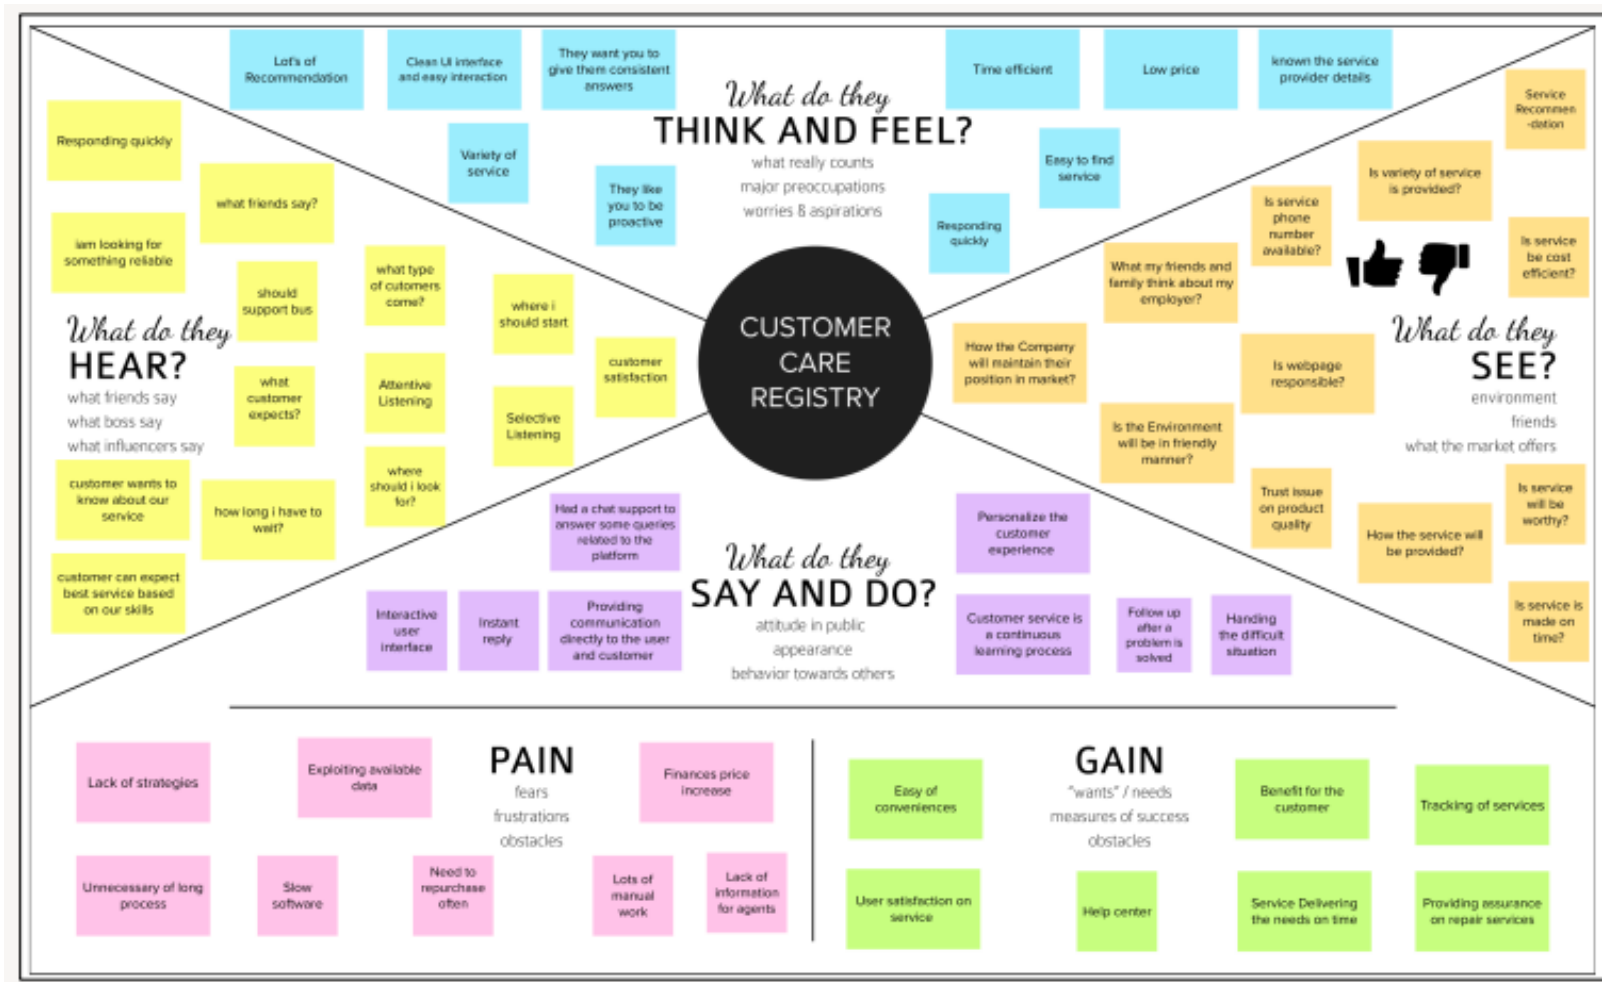 Lot's of
Recommendation
Clean UI interface
and easy interaction
They want you to
give them consistent
answers
Variety of
service
They like
you to be
proactive
What do they
THINK AND FEEL?
what really counts
major preoccupations
worries & aspirations
Time efficient
Low price
known the service
provider details
Easy to find
service
Responding
quickly
Responding quickly
what friends say?
iam looking for
something reliable
should
support bus
what type
of cutomers
come?
where i
should start
customer
satisfaction
What do they
HEAR?
what friends say
what boss say
what influencers say
what
customer
expects?
Attentive
Listening
Selective
Listening
where
should i look
for?
customer wants to
know about our
service
how long i have to
wait?
customer can expect
best service based
on our skills
CUSTOMER
CARE
REGISTRY
Service
Recommen
-dation
Is variety of service
is provided?
Is service
phone
number
available?
Is service
be cost
efficient?
What my friends and
family think about my
employer?
How the Company
will maintain their
position in market?
Is webpage
responsible?
What do they
SEE?
environment
friends
what the market offers
Is the Environment
will be in friendly
manner?
Trust issue
on product
quality
How the service will
be provided?
Is service
will be
worthy?
Is service is
made on
time?
Had a chat support to
answer some queries
related to the
platform
Interactive
user
interface
Instant
reply
Providing
communication
directly to the user
and customer
What do they
SAY AND DO?
attitude in public
appearance
behavior towards others
Personalize the
customer
experience
Customer service is
a continuous
learning process
Follow up
after a
problem is
solved
Handing
the difficult
situation
Lack of strategies
Exploiting available
data
PAIN
fears
frustrations
obstacles
Finances price
increase
Unnecessary of long
process
Slow
software
Need to
repurchase
often
Lots of
manual
work
Lack of
information
for agents
Easy of
conveniences
GAIN
"wants" / needs
measures of success
obstacles
Benefit for the
customer
Tracking of services
User satisfaction on
service
Help center
Service Delivering
the needs on time
Providing assurance
on repair services